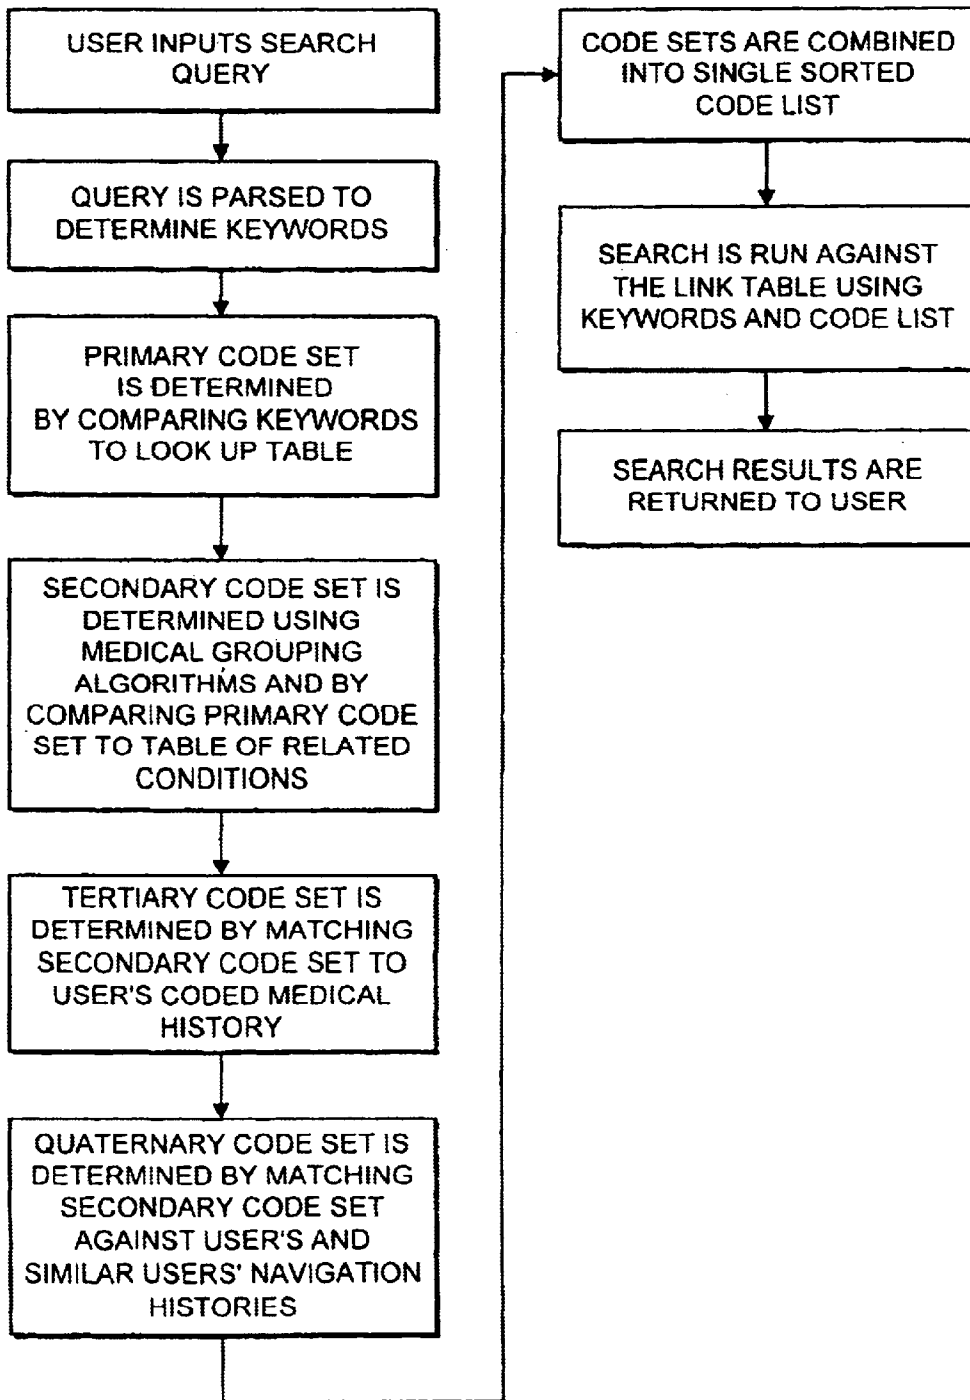 USER INPUTS SEARCH
QUERY
QUERY IS PARSED TO
DETERMINE KEYWORDS
PRIMARY CODE SET
IS DETERMINED
BY COMPARING KEYWORDS
TO LOOK UP TABLE
SECONDARY CODE SET IS
DETERMINED USING
MEDICAL GROUPING
ALGORITHMS AND BY
COMPARING PRIMARY CODE
SET TO TABLE OF RELATED
CONDITIONS
TERTIARY CODE SET IS
DETERMINED BY MATCHING
SECONDARY CODE SET TO
USER'S CODED MEDICAL
HISTORY
QUATERNARY CODE SET IS
DETERMINED BY MATCHING
SECONDARY CODE SET
AGAINST USER'S AND
SIMILAR USERS' NAVIGATION
HISTORIES
CODE SETS ARE COMBINED
INTO SINGLE SORTED
CODE LIST
SEARCH IS RUN AGAINST
THE LINK TABLE USING
KEYWORDS AND CODE LIST
SEARCH RESULTS ARE
RETURNED TO USER